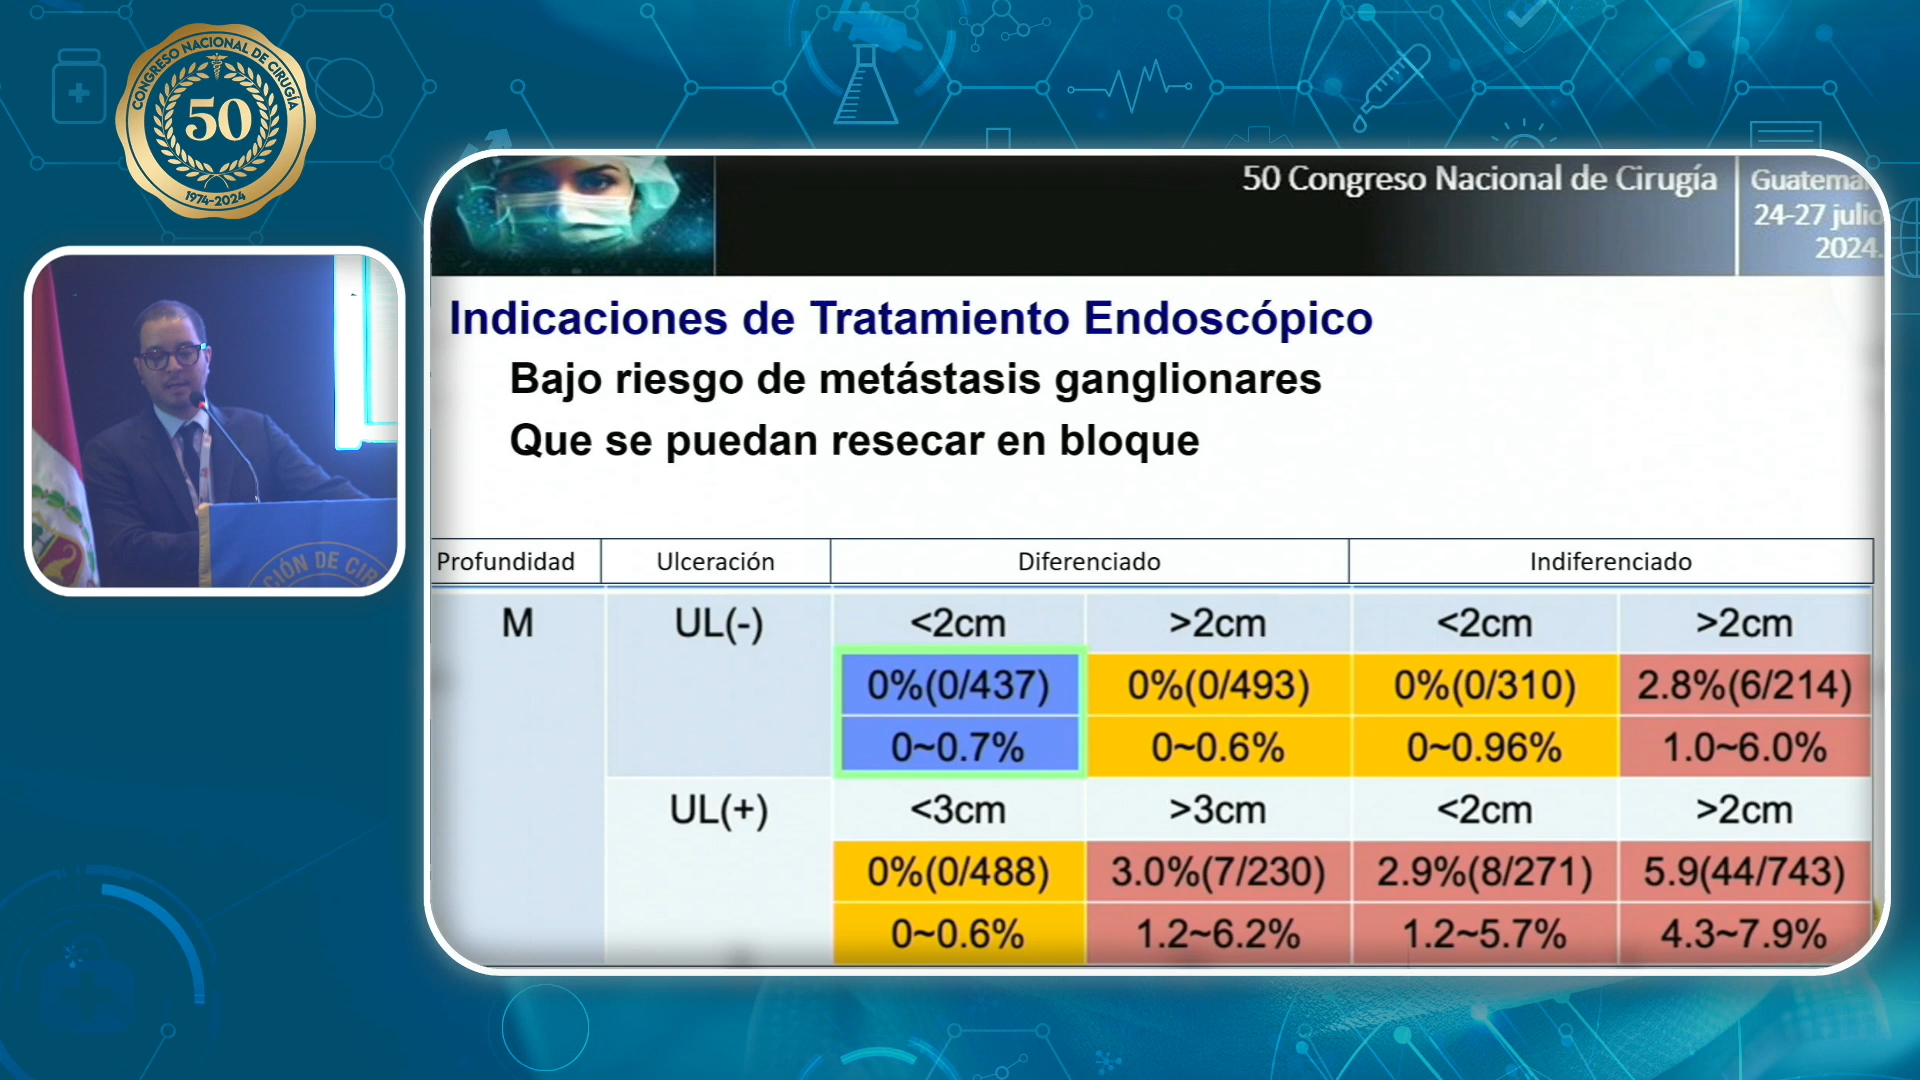 CONGRESO NACIONAL DE CIRUGÍA
50
1974-2024
50 Congreso Nacional de Cirugía
24-27 julio
2024.
Indicaciones de Tratamiento Endoscópico
Bajo riesgo de metástasis ganglionares
Que se puedan resecar en bloque
Profundidad Ulceración Diferenciado Indiferenciado
M UL(-) <2cm >2cm <2cm >2cm
0%(0/437) 0%(0/493) 0%(0/310) 2.8%(6/214)
0~0.7% 0~0.6% 0~0.96% 1.0~6.0%
UL(+) <3cm >3cm <2cm >2cm
0%(0/488) 3.0%(7/230) 2.9%(8/271) 5.9(44/743)
0~0.6% 1.2~6.2% 1.2~5.7% 4.3~7.9%
DE